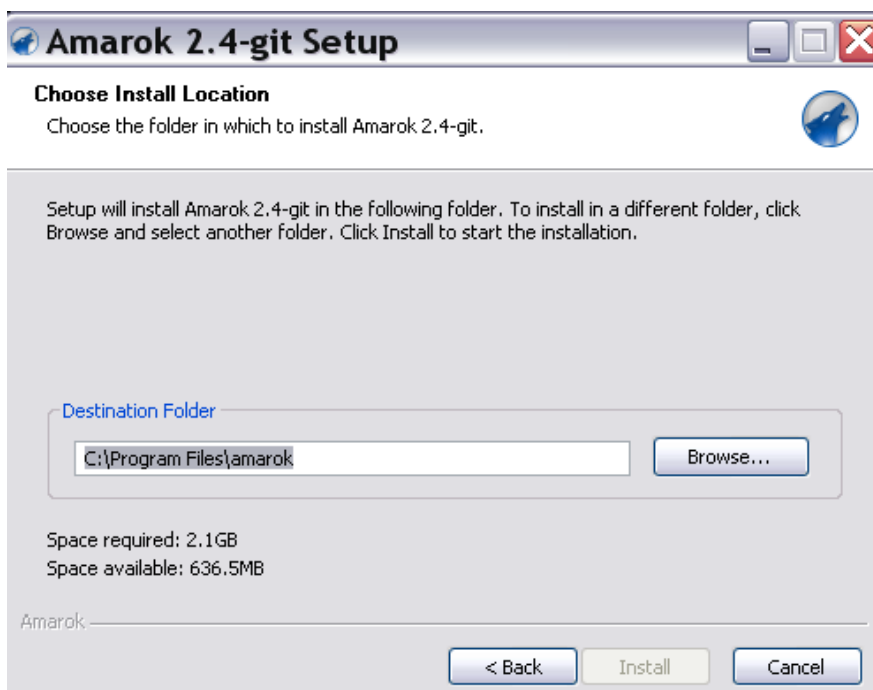 Amarok 2.4-git Setup
Choose Install Location
Choose the folder in which to install Amarok 2.4-git.
Setup will install Amarok 2.4-git in the following folder. To install in a different folder, click
Browse and select another folder. Click Install to start the installation.
Destination Folder
C:\Program Files\amarok
Browse...
Space required: 2.1GB
Space available: 636.5MB
Amarok
< Back
Install
Cancel